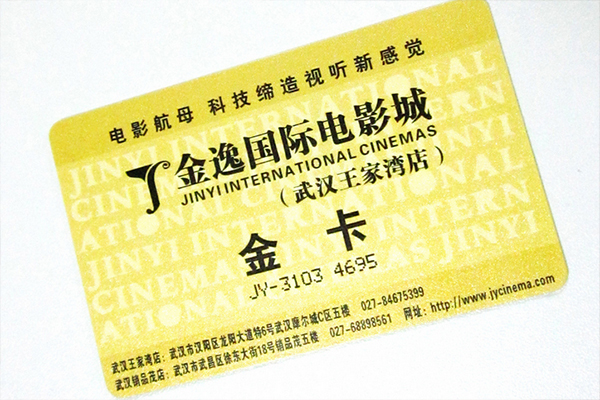 电影航母 科技缔造视听新感觉
金逸国际电影城
JINYI INTERNATIONAL CINEMAS
(武汉王家湾店)
金 卡
JY-3103 4695
武汉王家湾店:武汉市汉阳区龙阳大道特6号武汉摩尔城C区五楼 027-84675399
武汉销品茂店:武汉市武昌区徐东大街18号销品茂五楼 027-68898561 网址:http://www.jycinema.com